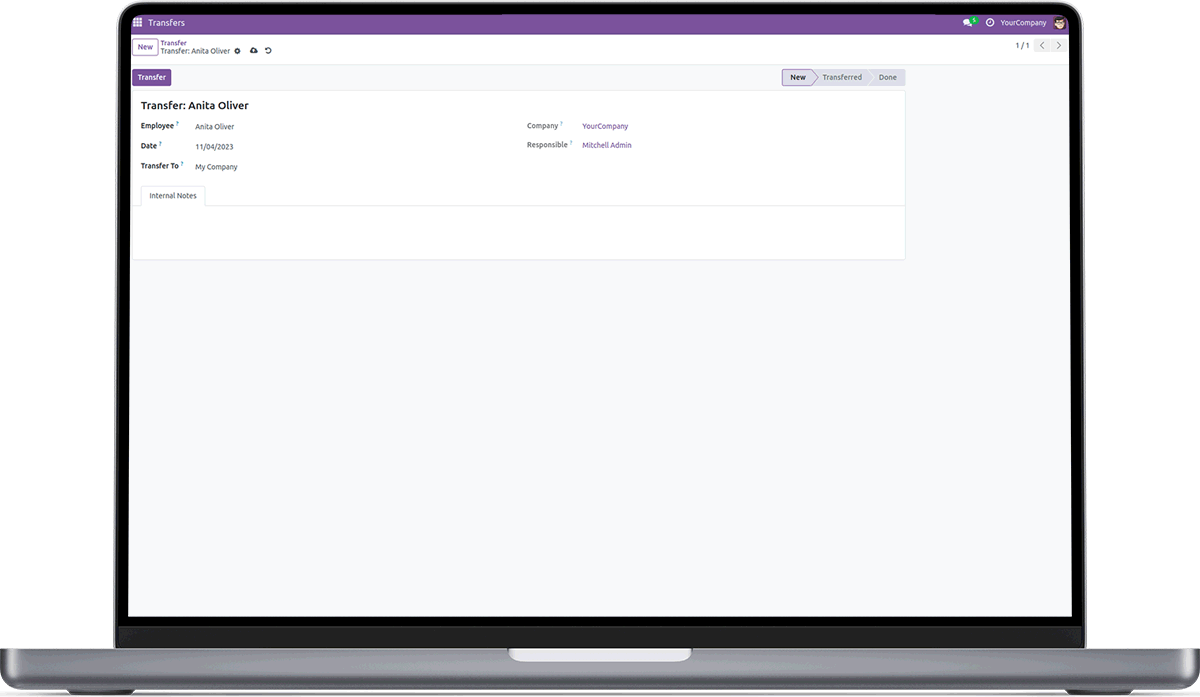 Transfers
5
YourCompany
New
Transfer
Transfer: Anita Oliver
1 / 1
Transfer
New
Transferred
Done
Transfer: Anita Oliver
Employee ? Anita Oliver
Company ? YourCompany
Date ? 11/04/2023
Responsible ? Mitchell Admin
Transfer To ? My Company
Internal Notes